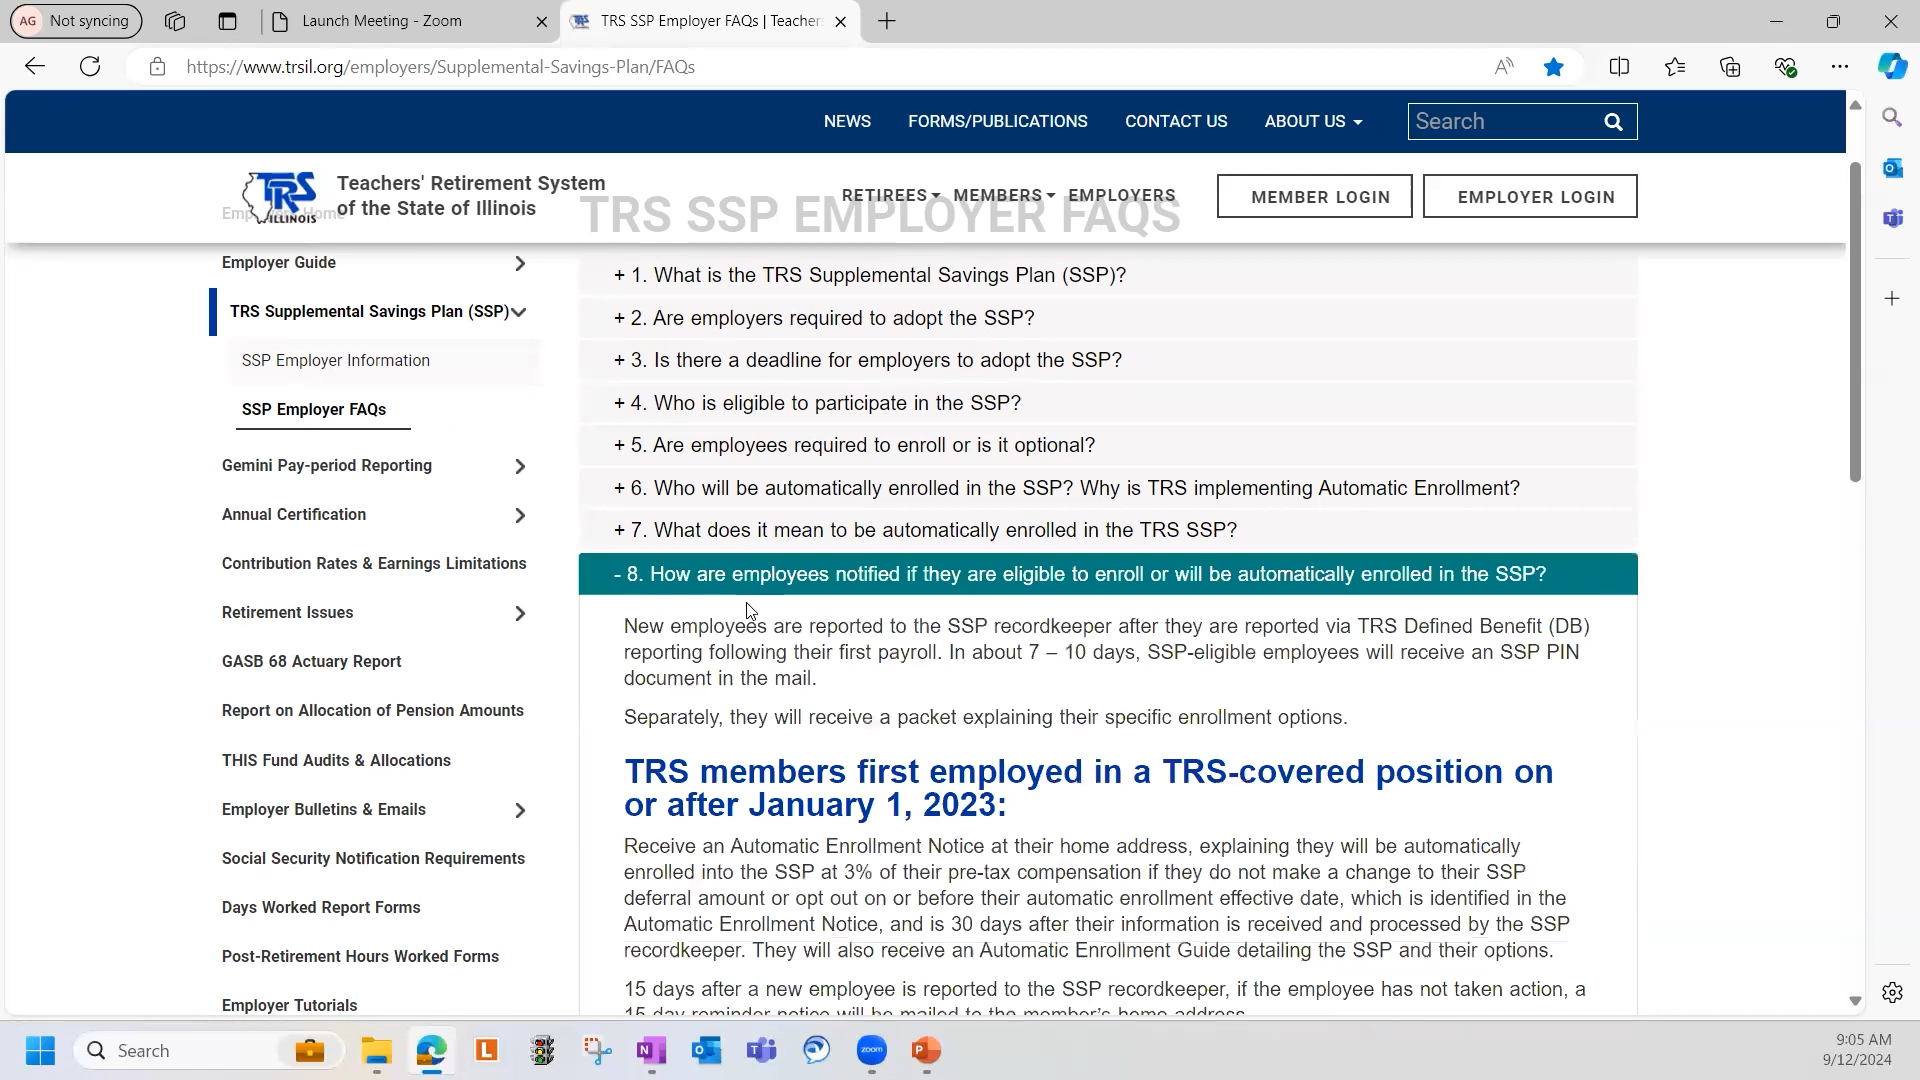 AG Not syncing
Launch Meeting - Zoom
TRS SSP Employer FAQs | Teachers
https://www.trsil.org/employers/Supplemental-Savings-Plan/FAQs
NEWS FORMS/PUBLICATIONS CONTACT US ABOUT US Search
TRS ILLINOIS
Teachers' Retirement System
of the State of Illinois
RETIREES MEMBERS EMPLOYERS
MEMBER LOGIN EMPLOYER LOGIN
Employers Home
TRS SSP EMPLOYER FAQS
Employer Guide
TRS Supplemental Savings Plan (SSP)
SSP Employer Information
SSP Employer FAQs
Gemini Pay-period Reporting
Annual Certification
Contribution Rates & Earnings Limitations
Retirement Issues
GASB 68 Actuary Report
Report on Allocation of Pension Amounts
THIS Fund Audits & Allocations
Employer Bulletins & Emails
Social Security Notification Requirements
Days Worked Report Forms
Post-Retirement Hours Worked Forms
Employer Tutorials
+ 1. What is the TRS Supplemental Savings Plan (SSP)?
+ 2. Are employers required to adopt the SSP?
+ 3. Is there a deadline for employers to adopt the SSP?
+ 4. Who is eligible to participate in the SSP?
+ 5. Are employees required to enroll or is it optional?
+ 6. Who will be automatically enrolled in the SSP? Why is TRS implementing Automatic Enrollment?
+ 7. What does it mean to be automatically enrolled in the TRS SSP?
- 8. How are employees notified if they are eligible to enroll or will be automatically enrolled in the SSP?
New employees are reported to the SSP recordkeeper after they are reported via TRS Defined Benefit (DB)
reporting following their first payroll. In about 7 – 10 days, SSP-eligible employees will receive an SSP PIN
document in the mail.
Separately, they will receive a packet explaining their specific enrollment options.
TRS members first employed in a TRS-covered position on
or after January 1, 2023:
Receive an Automatic Enrollment Notice at their home address, explaining they will be automatically
enrolled into the SSP at 3% of their pre-tax compensation if they do not make a change to their SSP
deferral amount or opt out on or before their automatic enrollment effective date, which is identified in the
Automatic Enrollment Notice, and is 30 days after their information is received and processed by the SSP
recordkeeper. They will also receive an Automatic Enrollment Guide detailing the SSP and their options.
15 days after a new employee is reported to the SSP recordkeeper, if the employee has not taken action, a
15 day reminder notice will be mailed to the member's home address.
Search
zoom
9:05 AM
9/12/2024